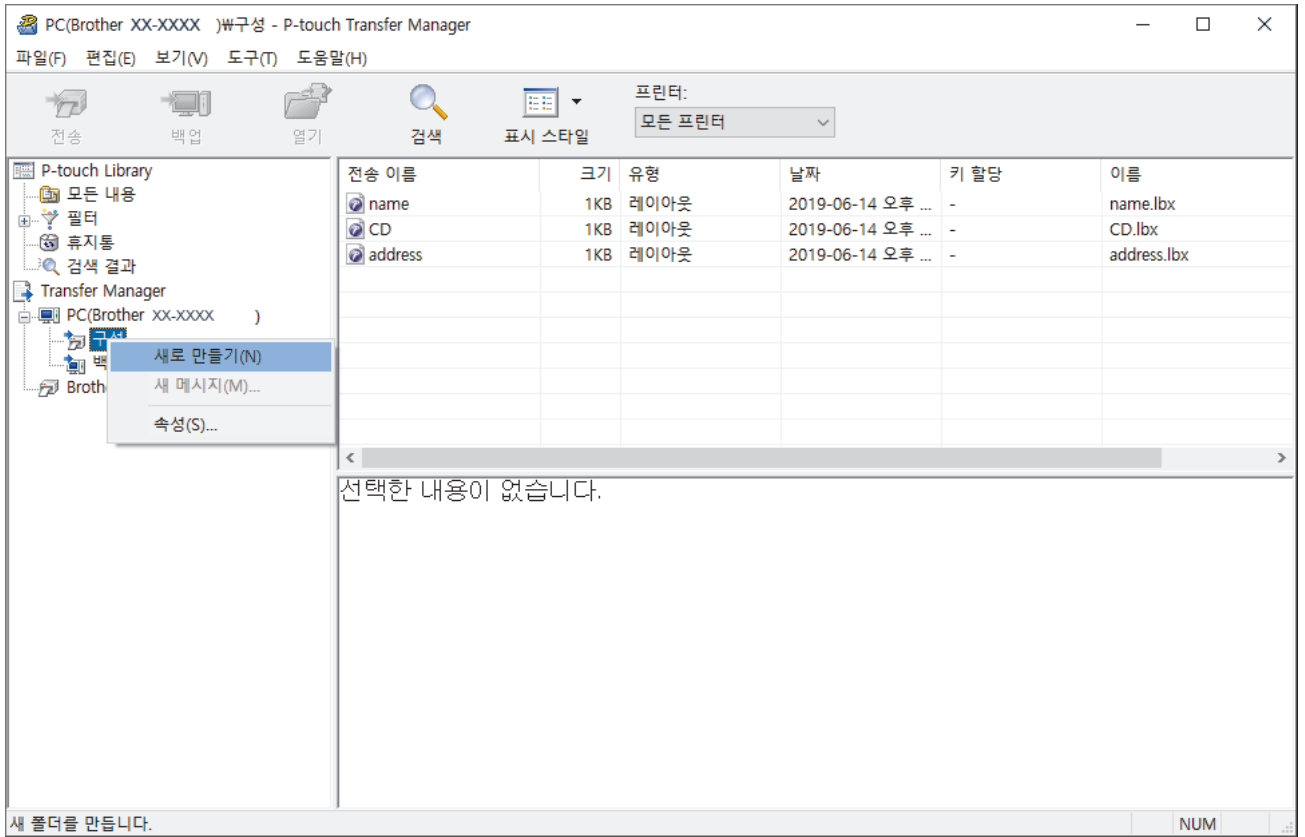 PC(Brother XX-XXXX )₩구성 - P-touch Transfer Manager
파일(F) 편집(E) 보기(V) 도구(T) 도움말(H)
전송 백업 열기 검색 표시 스타일
프린터:
모든 프린터
P-touch Library
모든 내용
필터
휴지통
검색 결과
Transfer Manager
PC(Brother XX-XXXX )
구성
백
Broth
새로 만들기(N)
새 메시지(M)...
속성(S)...
전송 이름 크기 유형 날짜 키 할당 이름
name 1KB 레이아웃 2019-06-14 오후 ... - name.lbx
CD 1KB 레이아웃 2019-06-14 오후 ... - CD.lbx
address 1KB 레이아웃 2019-06-14 오후 ... - address.lbx
선택한 내용이 없습니다.
새 폴더를 만듭니다.
NUM